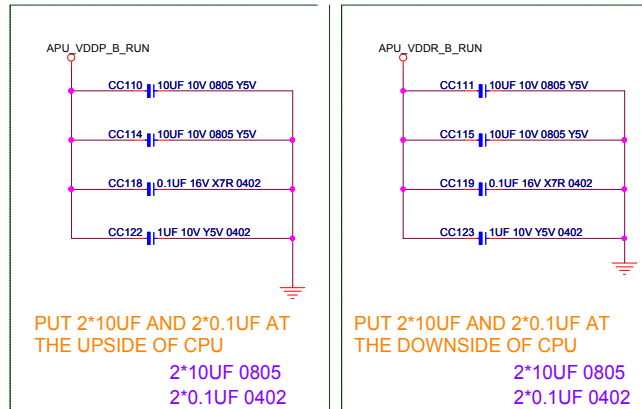 APU_VDDP_B_RUN
CC110 10UF 10V 0805 Y5V
CC114 10UF 10V 0805 Y5V
CC118 0.1UF 16V X7R 0402
CC122 1UF 10V Y5V 0402
PUT 2*10UF AND 2*0.1UF AT
THE UPSIDE OF CPU
2*10UF 0805
2*0.1UF 0402
APU_VDDR_B_RUN
CC111 10UF 10V 0805 Y5V
CC115 10UF 10V 0805 Y5V
CC119 0.1UF 16V X7R 0402
CC123 1UF 10V Y5V 0402
PUT 2*10UF AND 2*0.1UF AT
THE DOWNSIDE OF CPU
2*10UF 0805
2*0.1UF 0402